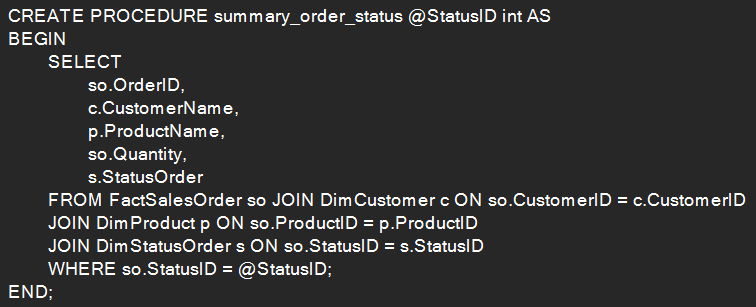 CREATE PROCEDURE summary_order_status @StatusID int AS
BEGIN
SELECT
so.OrderID,
c.CustomerName,
p.ProductName,
so.Quantity,
s.StatusOrder
FROM FactSalesOrder so JOIN DimCustomer c ON so.CustomerID = c.CustomerID
JOIN DimProduct p ON so.ProductID = p.ProductID
JOIN DimStatusOrder s ON so.StatusID = s.StatusID
WHERE so.StatusID = @StatusID;
END;